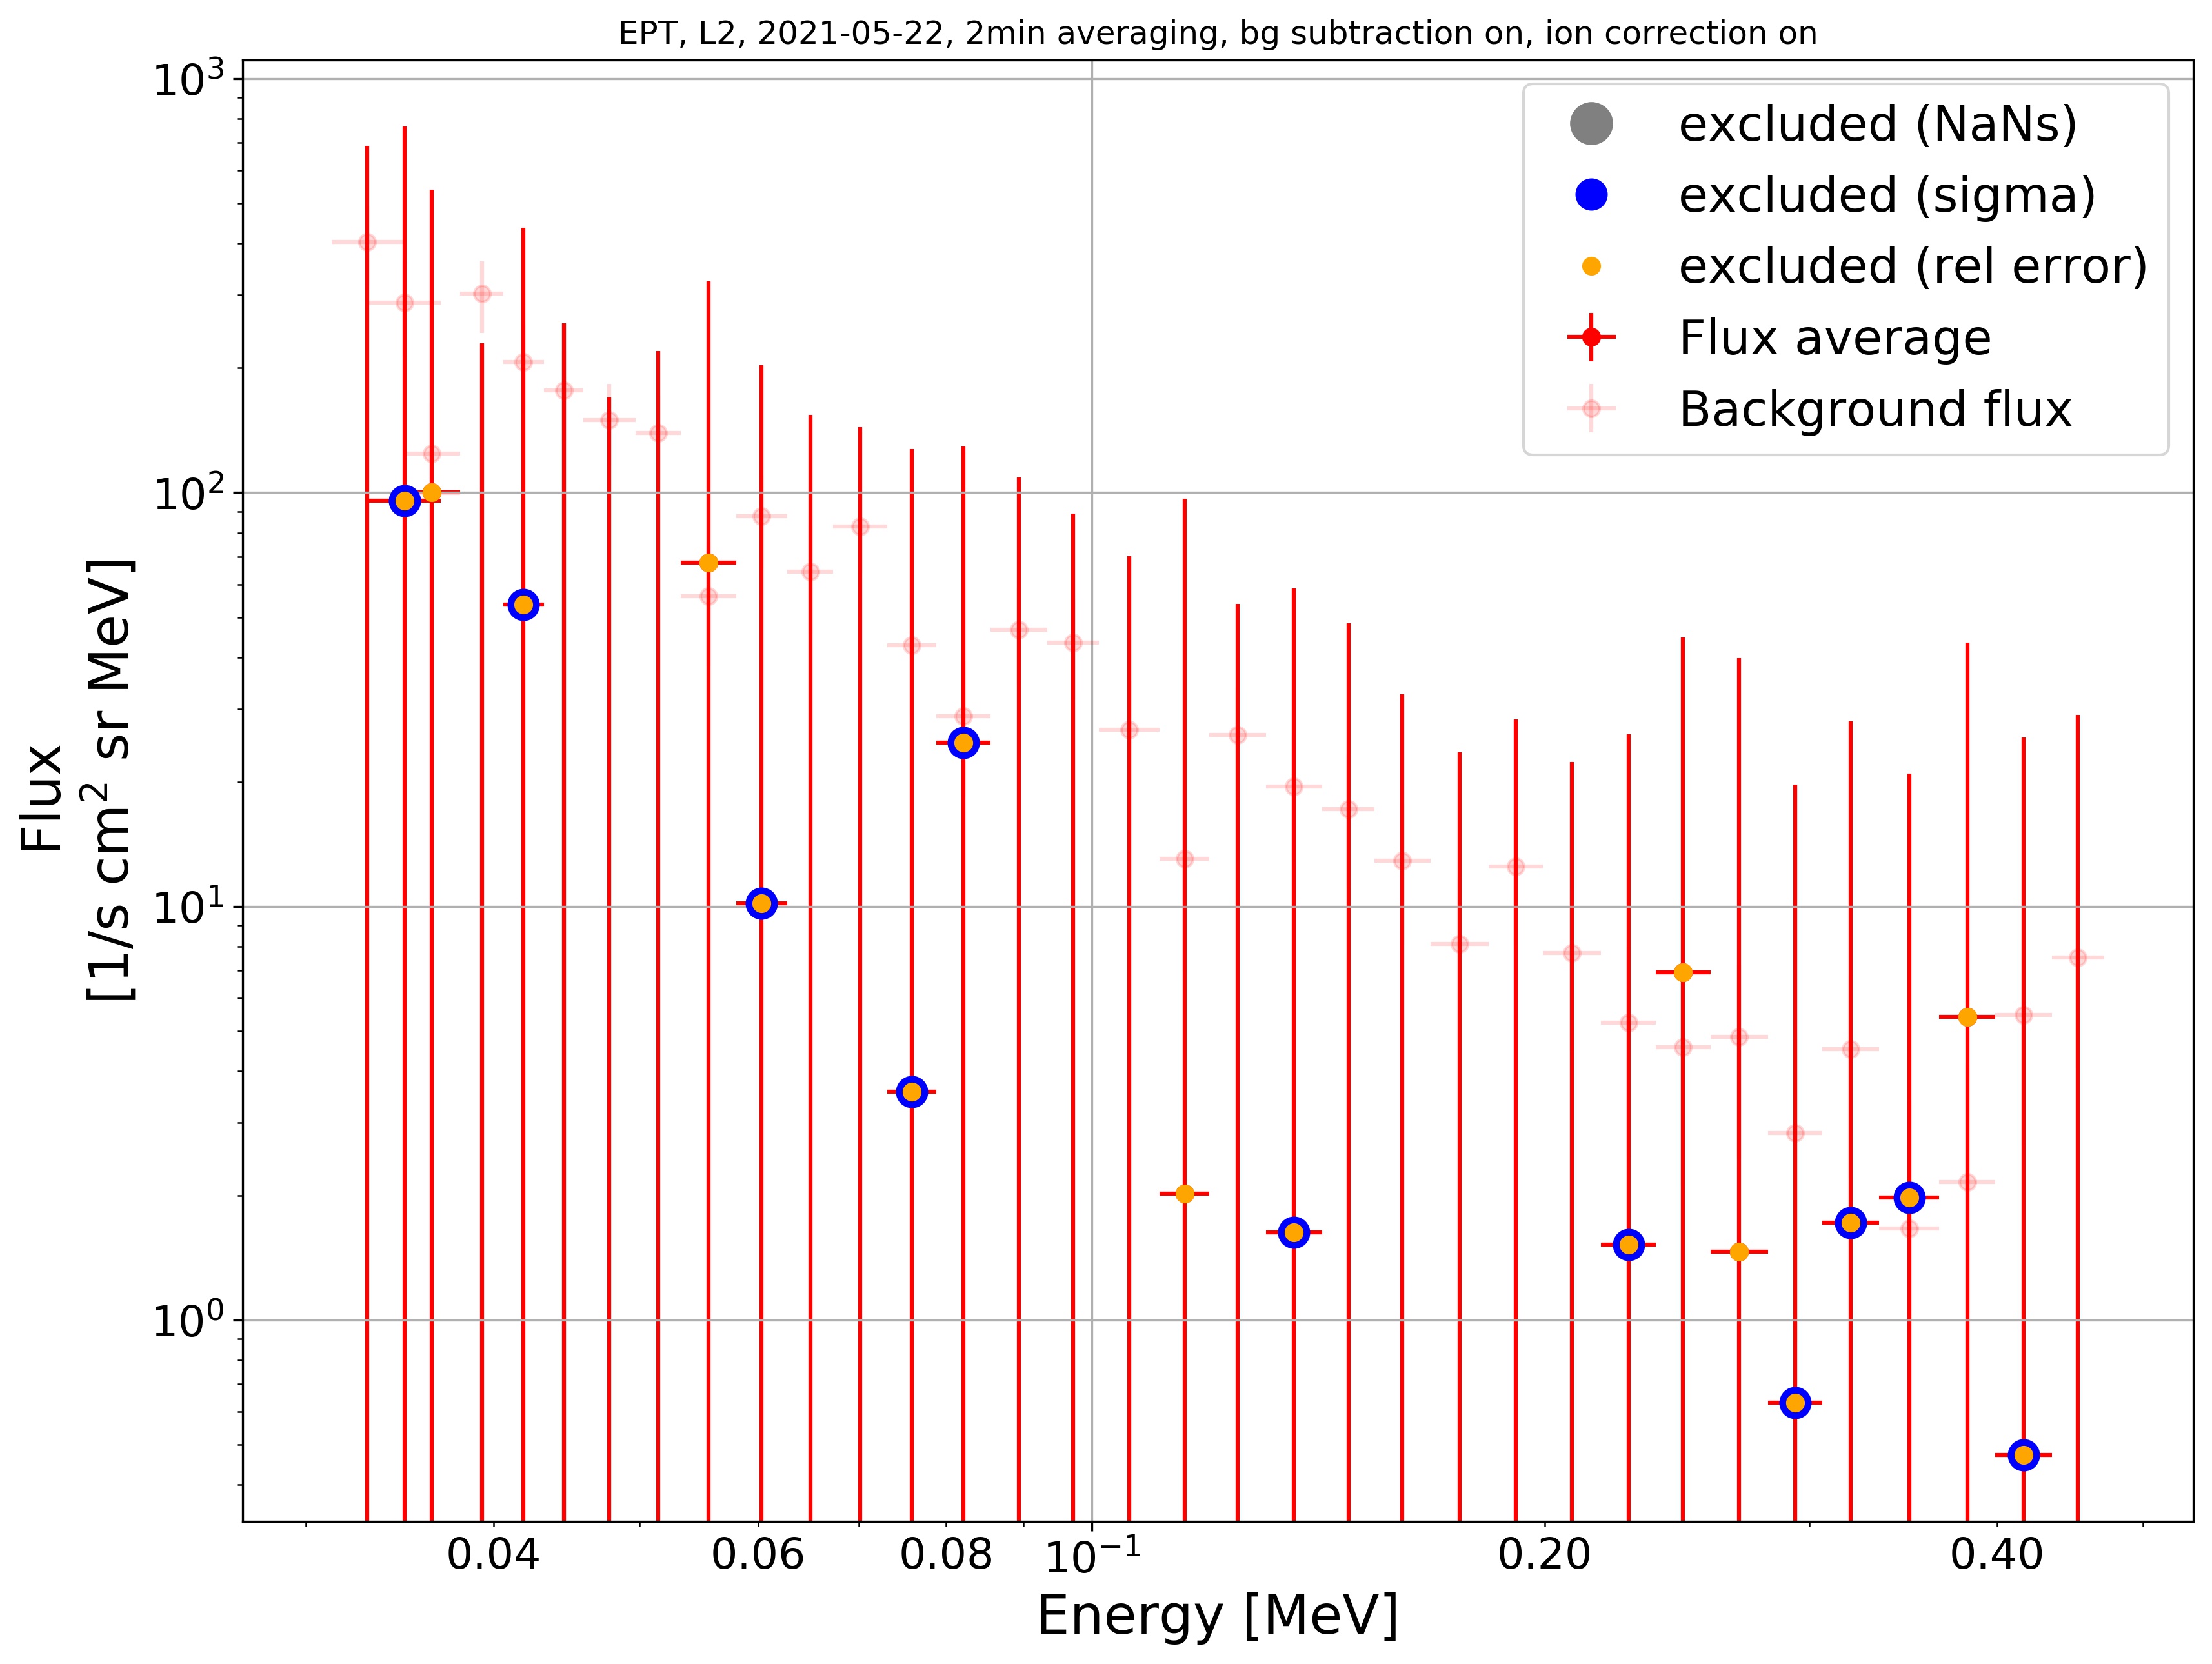 EPT, L2, 2021-05-22, 2min averaging, bg subtraction on, ion correction on
10³
10²
10¹
10⁰
Flux
[1/s cm² sr MeV]
excluded (NaNs)
excluded (sigma)
excluded (rel error)
Flux average
Background flux
0.04
0.06
0.08
10⁻¹
0.20
0.40
Energy [MeV]